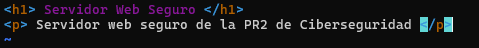 <h1> Servidor Web Seguro </h1>
<p> Servidor web seguro de la PR2 de Ciberseguridad </p>
~